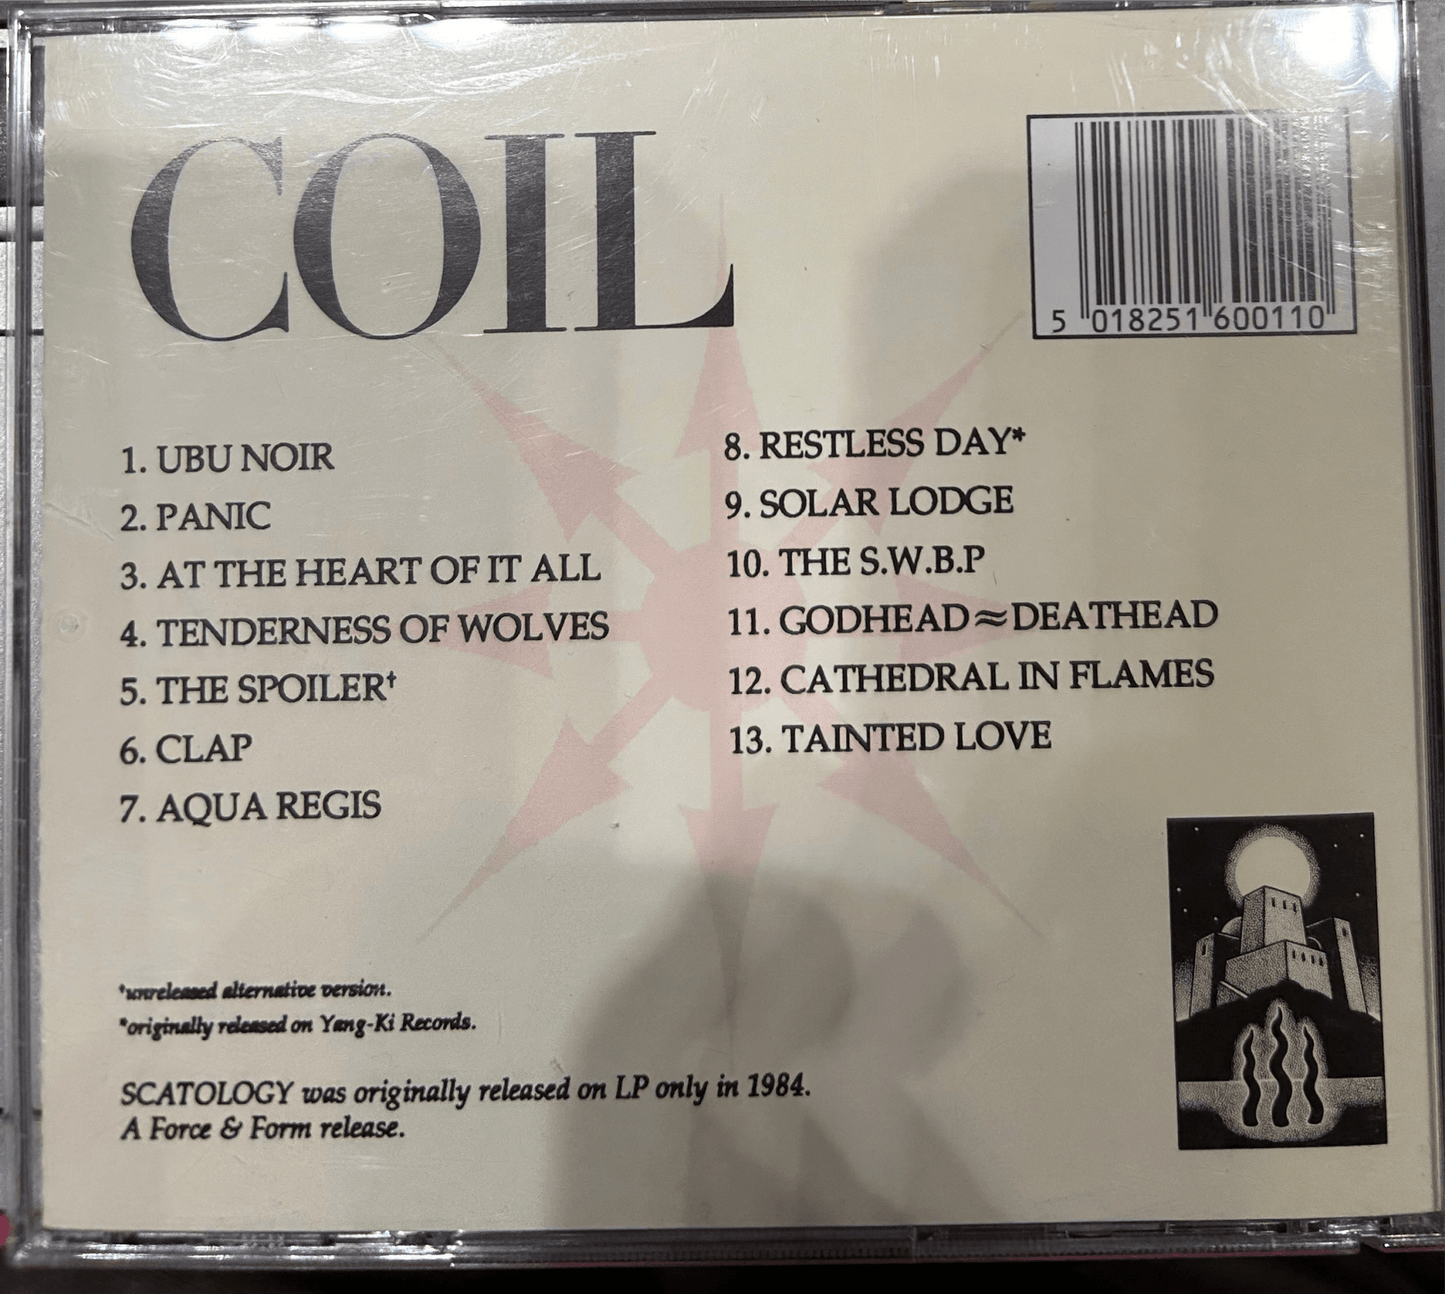 COIL
5 018251 600110
1. UBU NOIR
2. PANIC
3. AT THE HEART OF IT ALL
4. TENDERNESS OF WOLVES
5. THE SPOILER†
6. CLAP
7. AQUA REGIS
8. RESTLESS DAY*
9. SOLAR LODGE
10. THE S.W.B.P
11. GODHEAD≈DEATHEAD
12. CATHEDRAL IN FLAMES
13. TAINTED LOVE
†unreleased alternative version.
*originally released on Yang-Ki Records.
SCATOLOGY was originally released on LP only in 1984.
A Force & Form release.